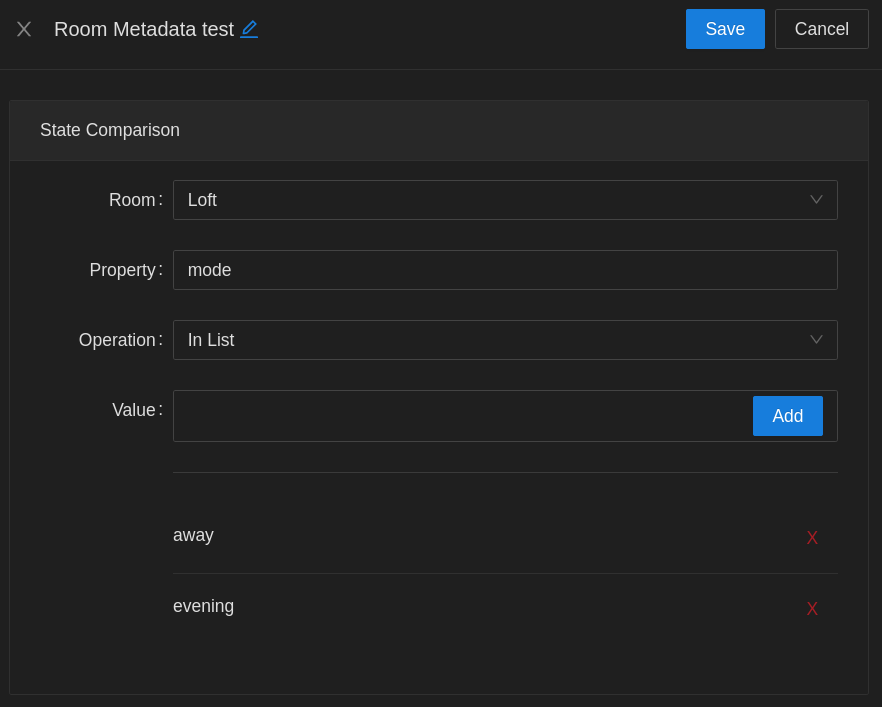 Room Metadata test
Save
Cancel
State Comparison
Room: Loft
Property: mode
Operation: In List
Value:
Add
away X
evening X